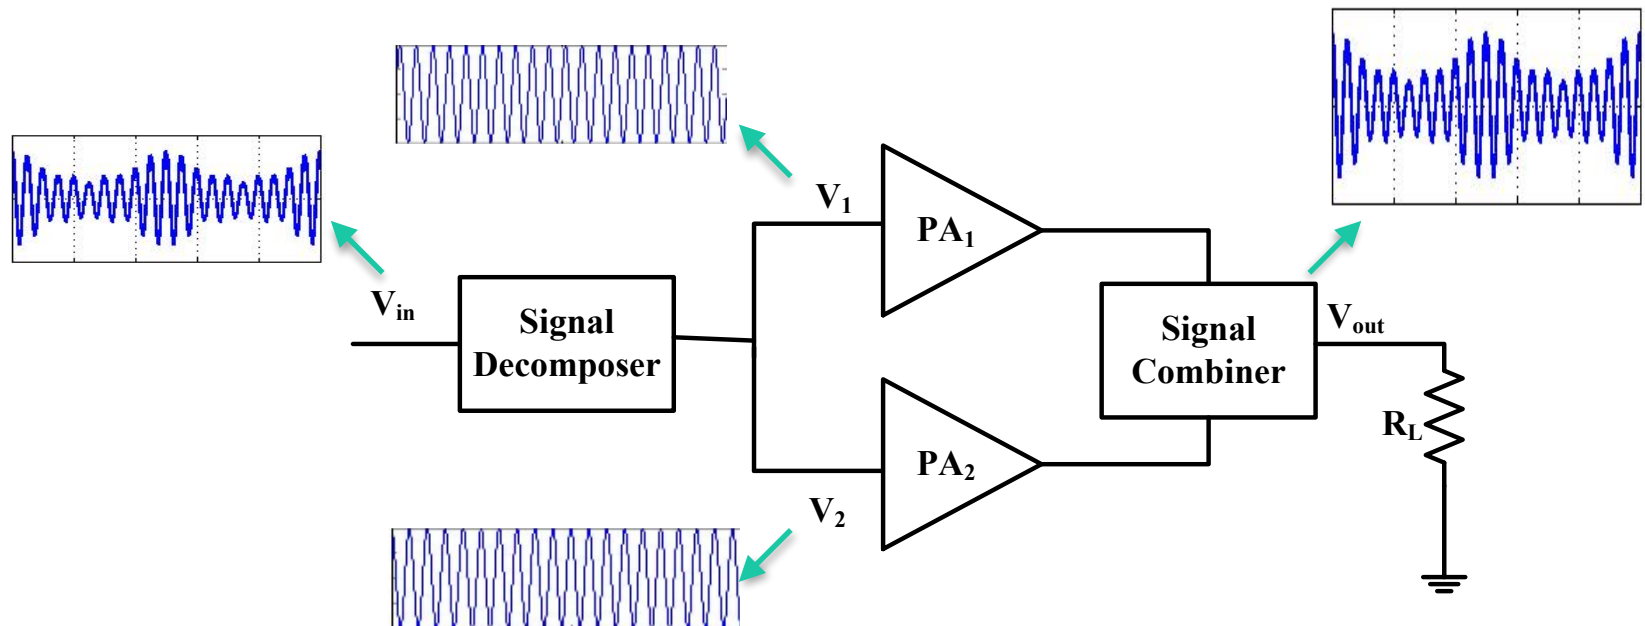 V1
PA1
Vin
Signal
Decomposer
Signal
Combiner
Vout
RL
PA2
V2